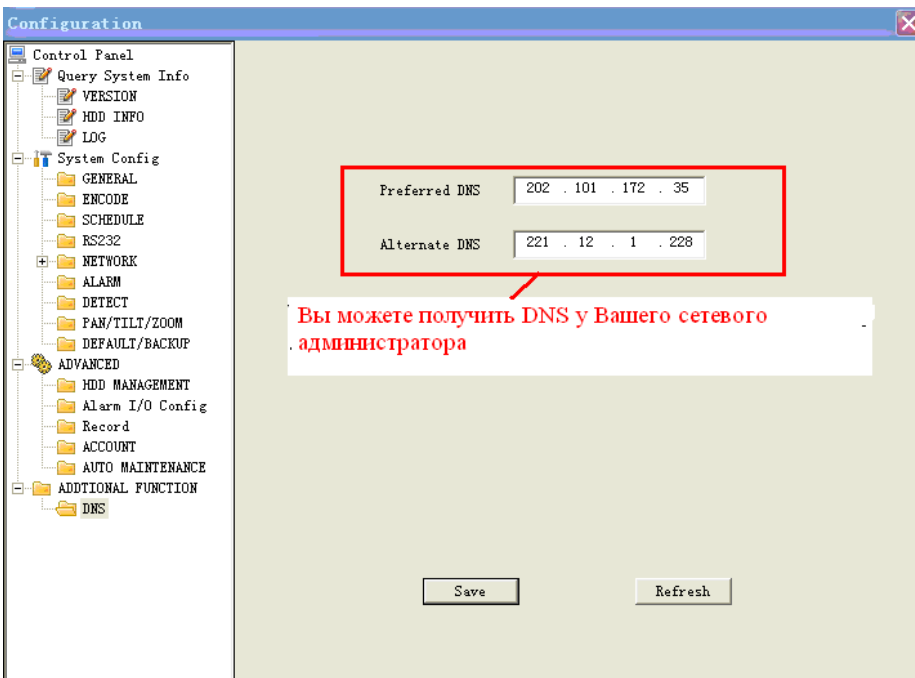 Configuration
Control Panel
Query System Info
VERSION
HDD INFO
LOG
System Config
GENERAL
ENCODE
SCHEDULE
RS232
NETWORK
ALARM
DETECT
PAN/TILT/ZOOM
DEFAULT/BACKUP
ADVANCED
HDD MANAGEMENT
Alarm I/O Config
Record
ACCOUNT
AUTO MAINTENANCE
ADDTIONAL FUNCTION
DNS
Preferred DNS 202 . 101 . 172 . 35
Alternate DNS 221 . 12 . 1 . 228
Вы можете получить DNS у Вашего сетевого
администратора
Save Refresh